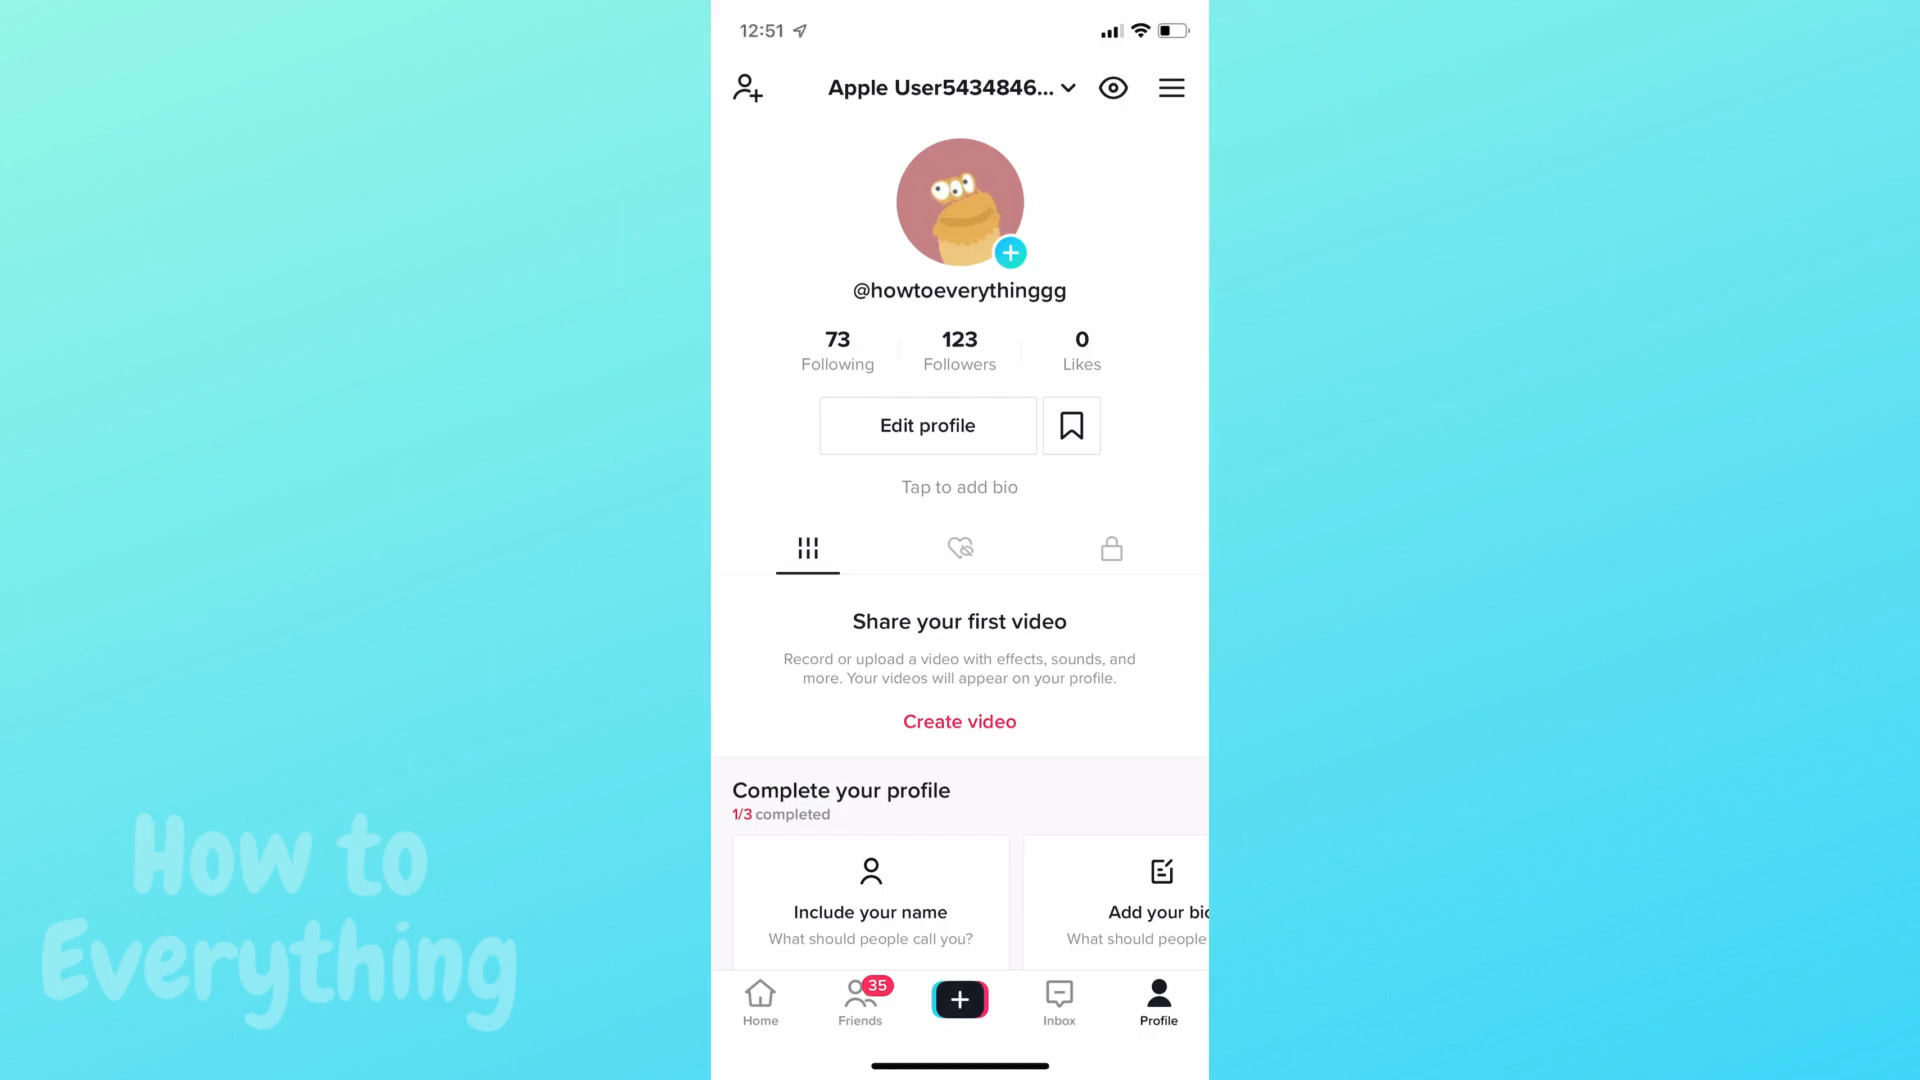 12:51
Apple User5434846...
@howtoeverythinggg
73 123 0
Following Followers Likes
Edit profile
Tap to add bio
Share your first video
Record or upload a video with effects, sounds, and
more. Your videos will appear on your profile.
Create video
Complete your profile
1/3 completed
Include your name
What should people call you?
Add your bio
What should people
How to
Everything
35
Home Friends Inbox Profile